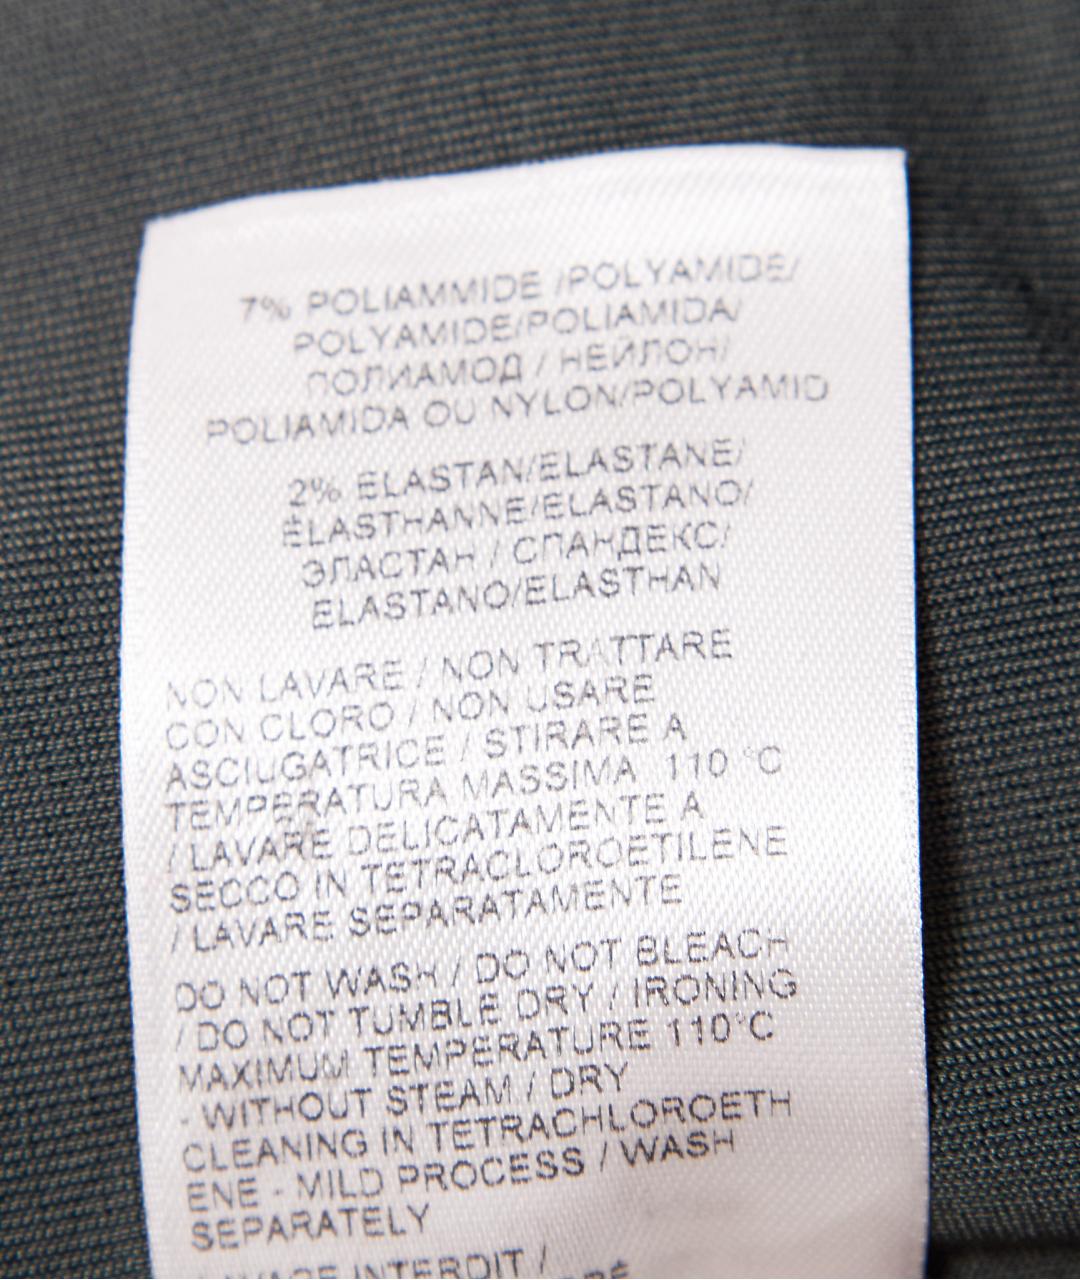 7% POLIAMMIDE /POLYAMIDE/
POLYAMIDE/POLIAMIDA/
ПОЛИАМОД / НЕЙЛОН/
POLIAMIDA OU NYLON/POLYAMID
2% ELASTAN/ELASTANE/
ÉLASTHANNE/ELASTANO/
ЭЛАСТАН / СПАНДЕКС/
ELASTANO/ELASTHAN
NON LAVARE / NON TRATTARE
CON CLORO / NON USARE
ASCIUGATRICE / STIRARE A
TEMPERATURA MASSIMA 110 °C
/ LAVARE DELICATAMENTE A
SECCO IN TETRACLOROETILENE
/ LAVARE SEPARATAMENTE
DO NOT WASH / DO NOT BLEACH
/ DO NOT TUMBLE DRY / IRONING
MAXIMUM TEMPERATURE 110°C
- WITHOUT STEAM / DRY
CLEANING IN TETRACHLOROETH
ENE - MILD PROCESS / WASH
SEPARATELY
LAVAGE INTERDIT /